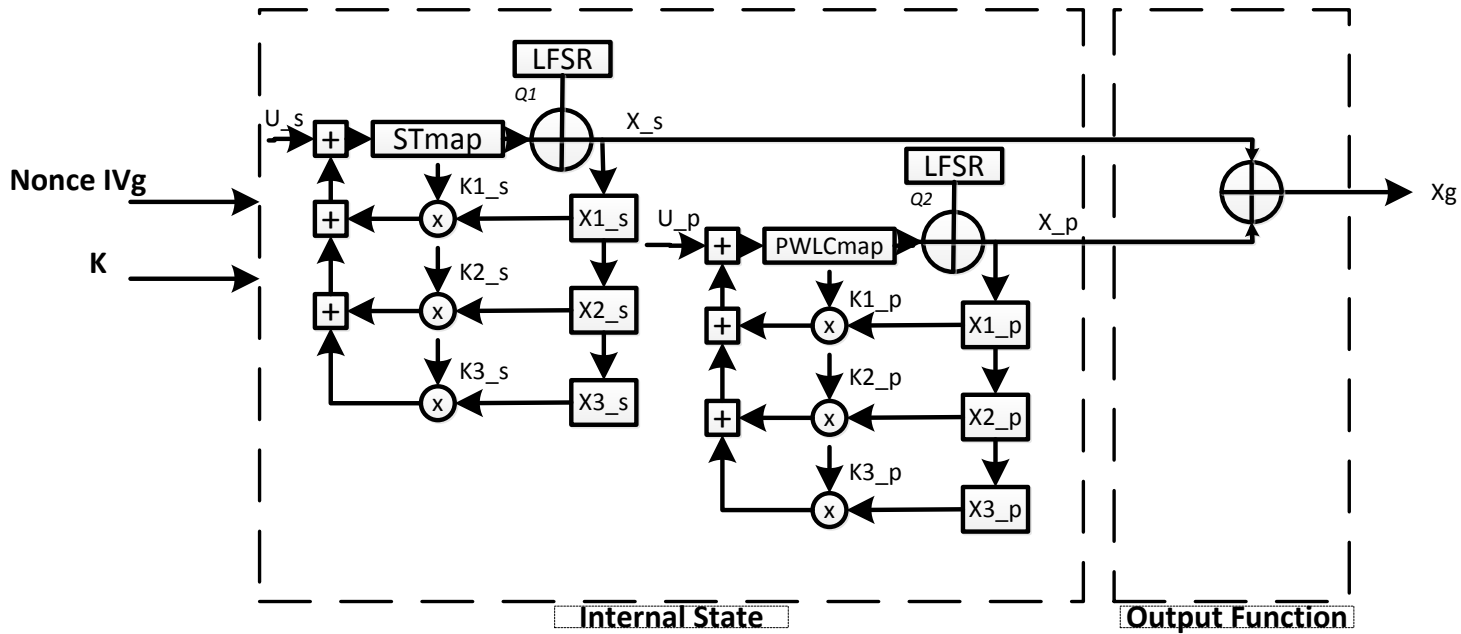 LFSR
Q1
U_s
+
STmap
X_s
LFSR
Nonce IVg
K1_s
Q2
+
x
X1_s
U_p
X_p
Xg
+
PWLCmap
K
K2_s
+
x
X2_s
K1_p
+
x
X1_p
K3_s
x
X3_s
K2_p
+
x
X2_p
K3_p
x
X3_p
Internal State
Output Function